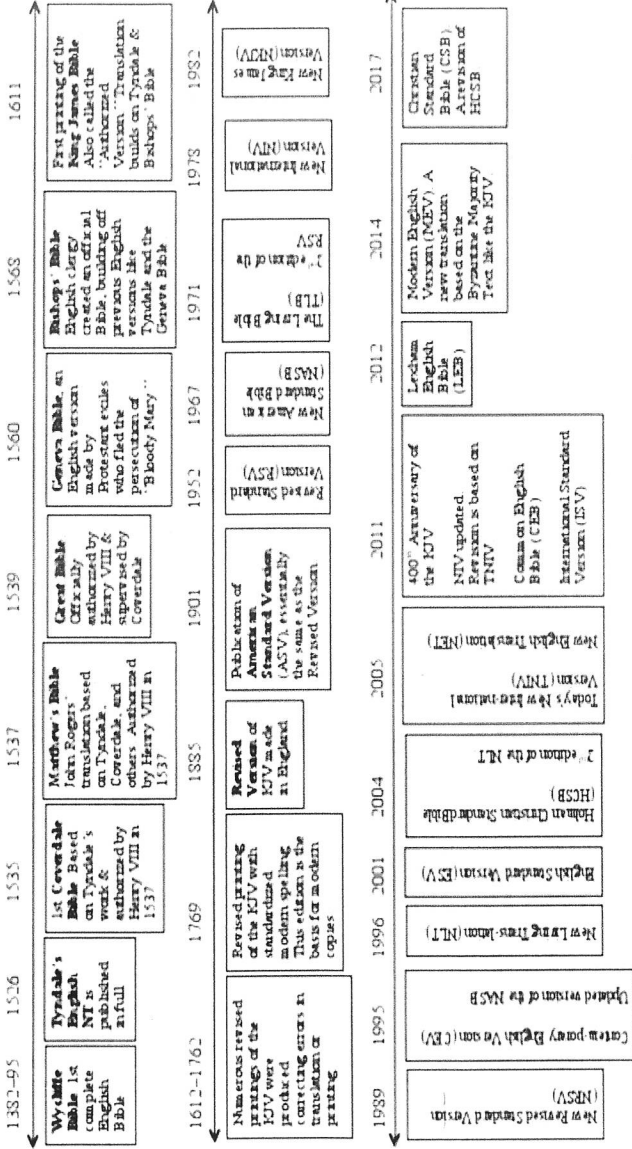 1382-95
Wycliffe
Bible 1st
complete
English
Bible
1526
Tyndale's
English
NT is
published
in full
1535
1st Coverdale
Bible Based
on Tyndale's
work &
authorized by
Henry VIII in
1537
1537
Matthew's Bible
John Rogers'
translation based
on Tyndale,
Coverdale, and
others Authorized
by Henry VIII in
1537
1539
Great Bible
Officially
authorized by
Henry VIII &
supervised by
Coverdale
1560
Geneva Bible, an
English version
made by
Protestant exiles
who fled the
persecution of
"Bloody Mary"
1568
Bishops' Bible
English clergy
created an official
Bible, building off
previous English
versions like
Tyndale and the
Geneva Bible
1611
First printing of the
King James Bible
Also called the
"Authorized
Version" Translation
builds on Tyndale &
Bishops' Bible
1612-1762
Numerous revised
printings of the
KJV were
produced
correcting errors in
translation or
printing
1769
Revised printing
of the KJV with
standardized
modern spelling
This edition is the
basis for modern
copies
1885
Revised
Version of
KJV made
in England
1901
Publication of
American
Standard Version
(ASV), essentially
the same as the
Revised Version
1952
Revised Standard
Version (RSV)
1967
New American
Standard Bible
(NASB)
1971
The Living Bible
(TLB)
2nd edition of the
RSV
1978
New International
Version (NIV)
1982
New King James
Version (NKJV)
1989
New Revised Standard Version
(NRSV)
1995
Contemporary English Version (CEV)
Updated version of the NASB
1996
New Living Trans-lation (NLT)
2001
English Standard Version (ESV)
2004
Holman Christian StandardBible
(HCSB)
2nd edition of the NLT
2005
Today's New International
Version (TNIV)
New English Translation (NET)
2011
400th Anniversary of
the KJV
NIV updated.
Revision is based on
TNIV
Common English
Bible (CEB)
International Standard
Version (ISV)
2012
Lexham
English
Bible
(LEB)
2014
Modern English
Version (MEV). A
new translation
based on the
Byzantine Majority
Text like the KJV.
2017
Christian
Standard
Bible (CSB)
A revision of
HCSB